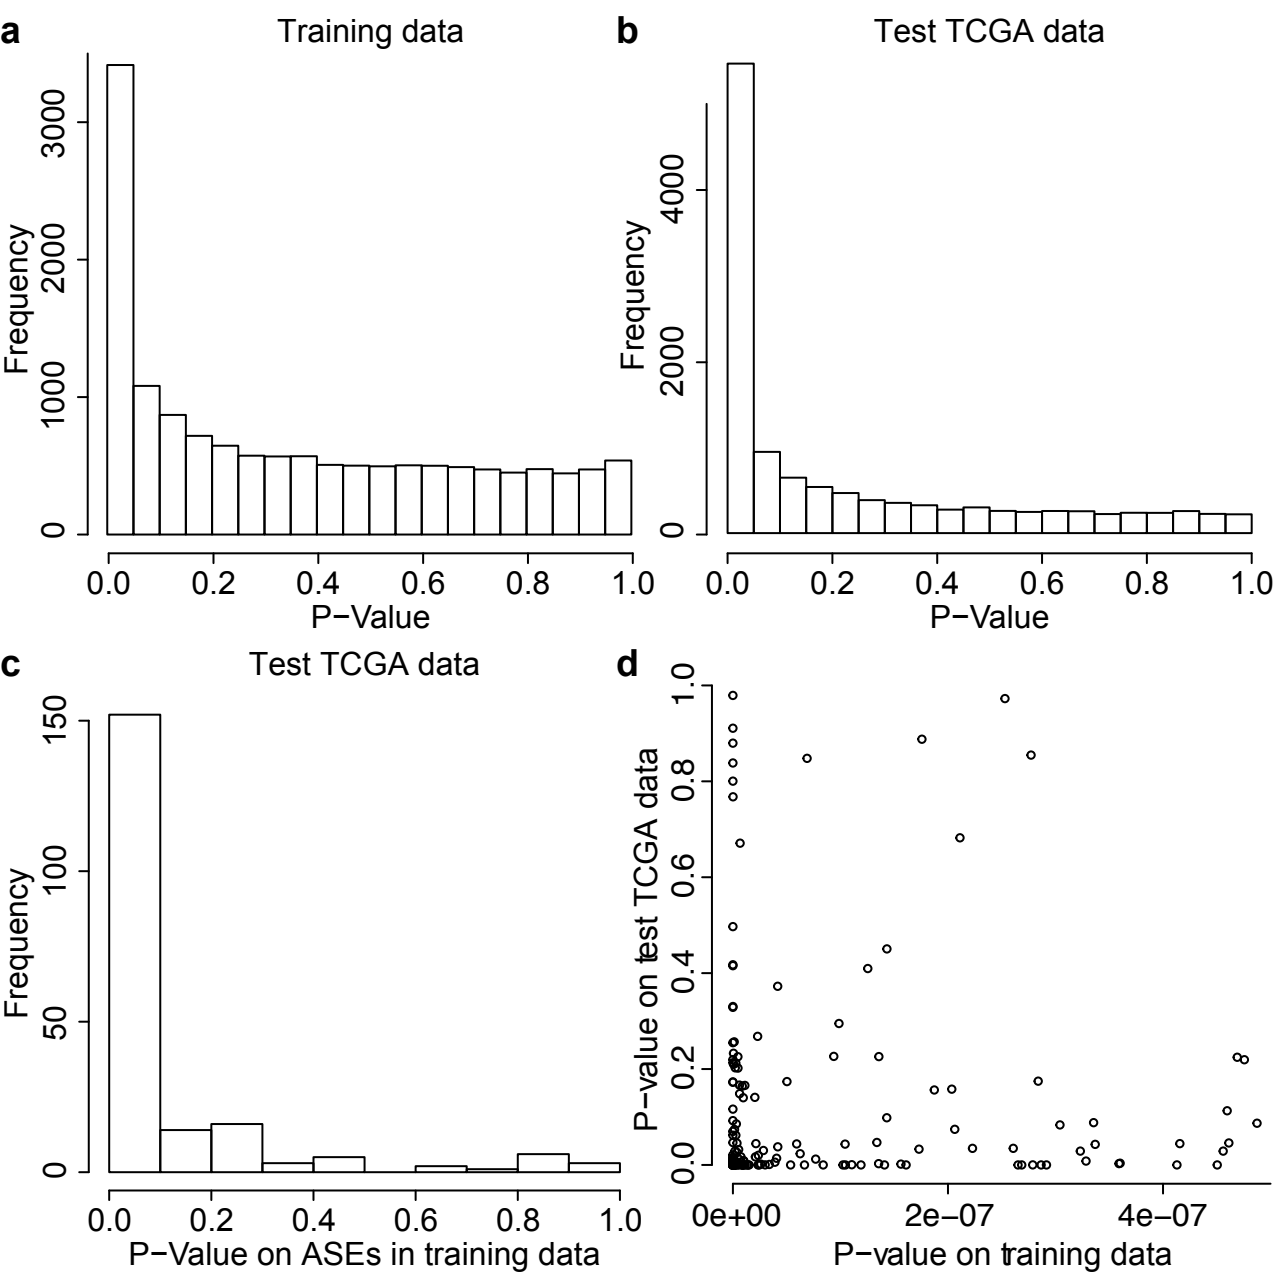 a
Training data
Frequency
0
1000
2000
3000
0.0 0.2 0.4 0.6 0.8 1.0
P−Value
b
Test TCGA data
Frequency
0
2000
4000
0.0 0.2 0.4 0.6 0.8 1.0
P−Value
c
Test TCGA data
Frequency
0
50
100
150
0.0 0.2 0.4 0.6 0.8 1.0
P−Value on ASEs in training data
d
P−value on test TCGA data
0.0
0.2
0.4
0.6
0.8
1.0
0e+00 2e−07 4e−07
P−value on training data